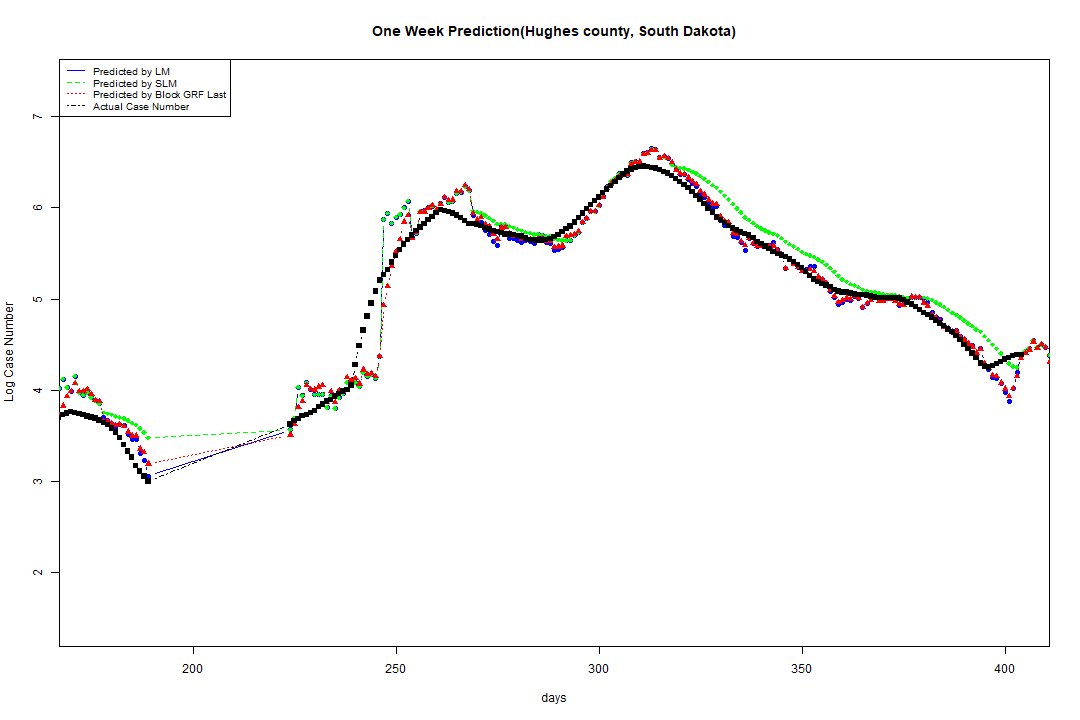 One Week Prediction(Hughes county, South Dakota)
Predicted by LM
Predicted by SLM
Predicted by Block GRF Last
Actual Case Number
7
6
5
4
3
2
Log Case Number
200 250 300 350 400
days